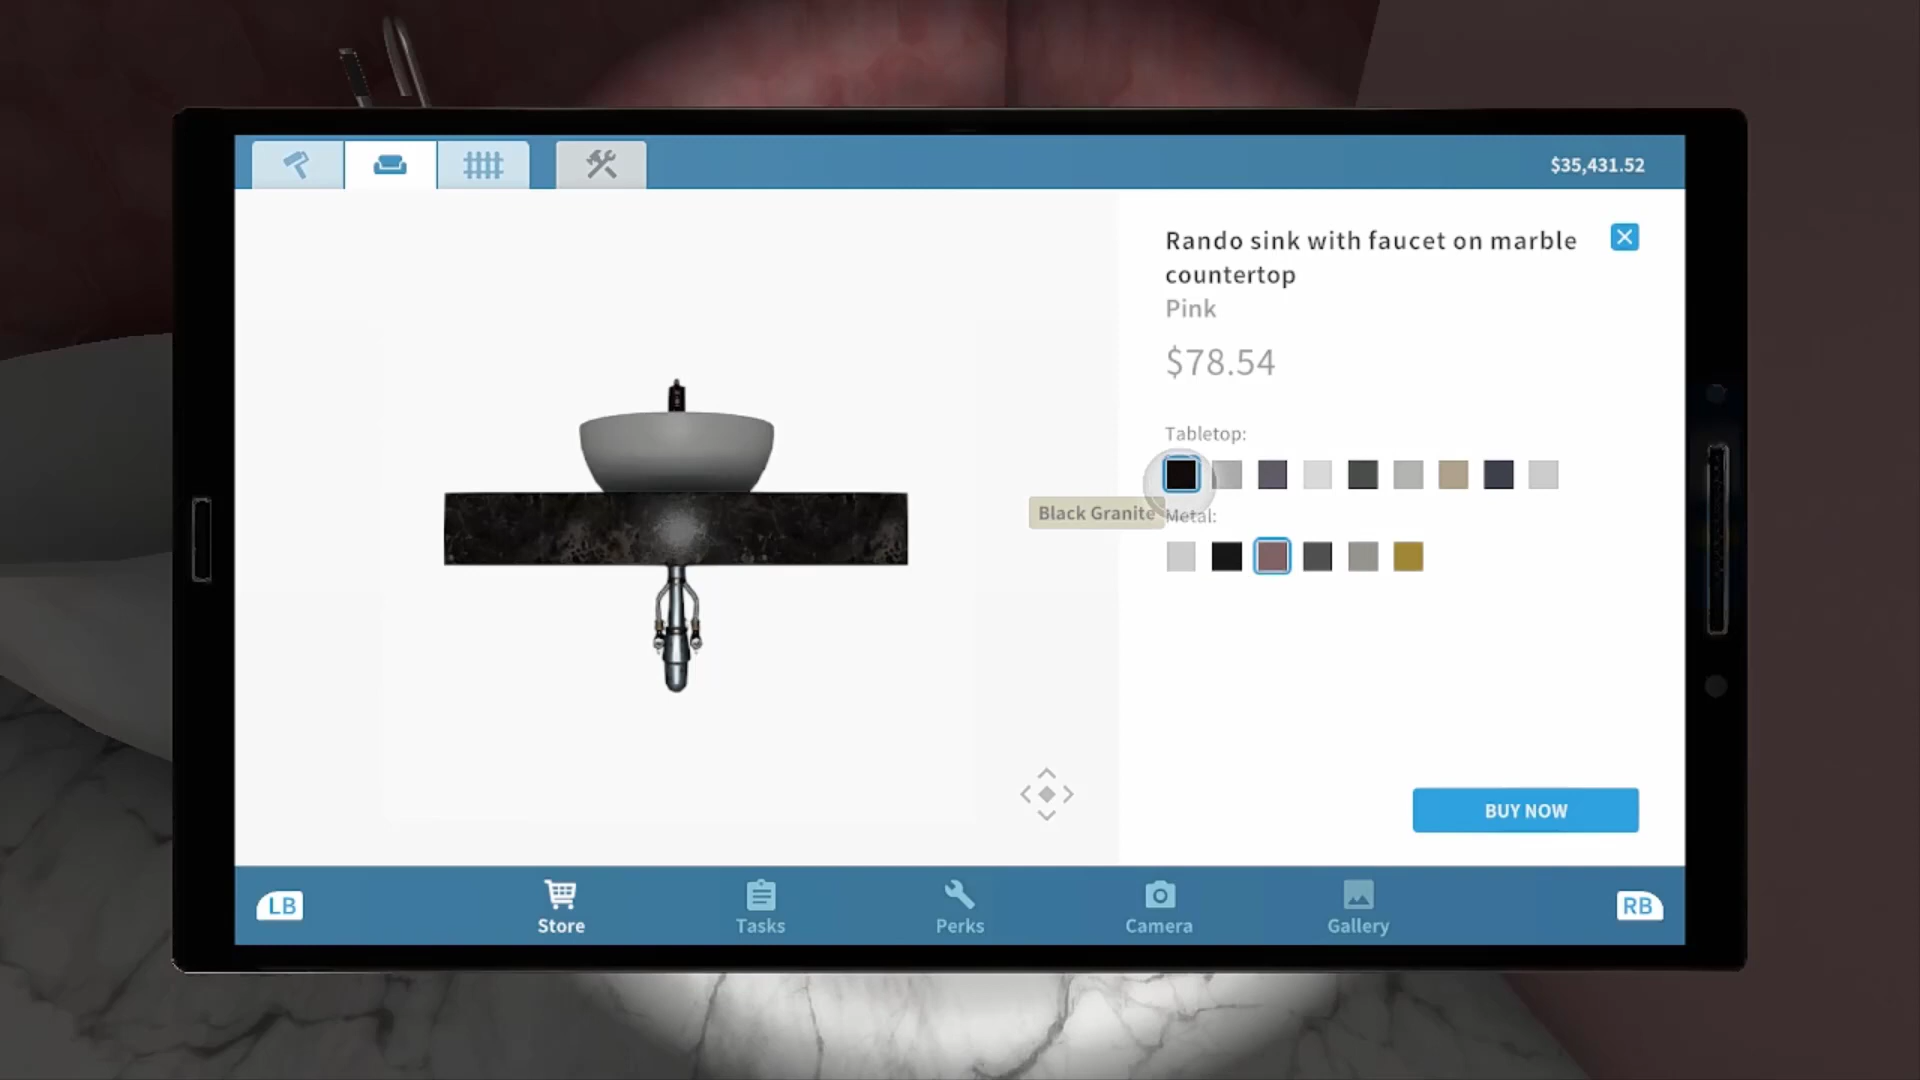 $35,431.52
Rando sink with faucet on marble
countertop
Pink
$78.54
Tabletop:
Black Granite
Metal:
BUY NOW
LB
Store
Tasks
Perks
Camera
Gallery
RB